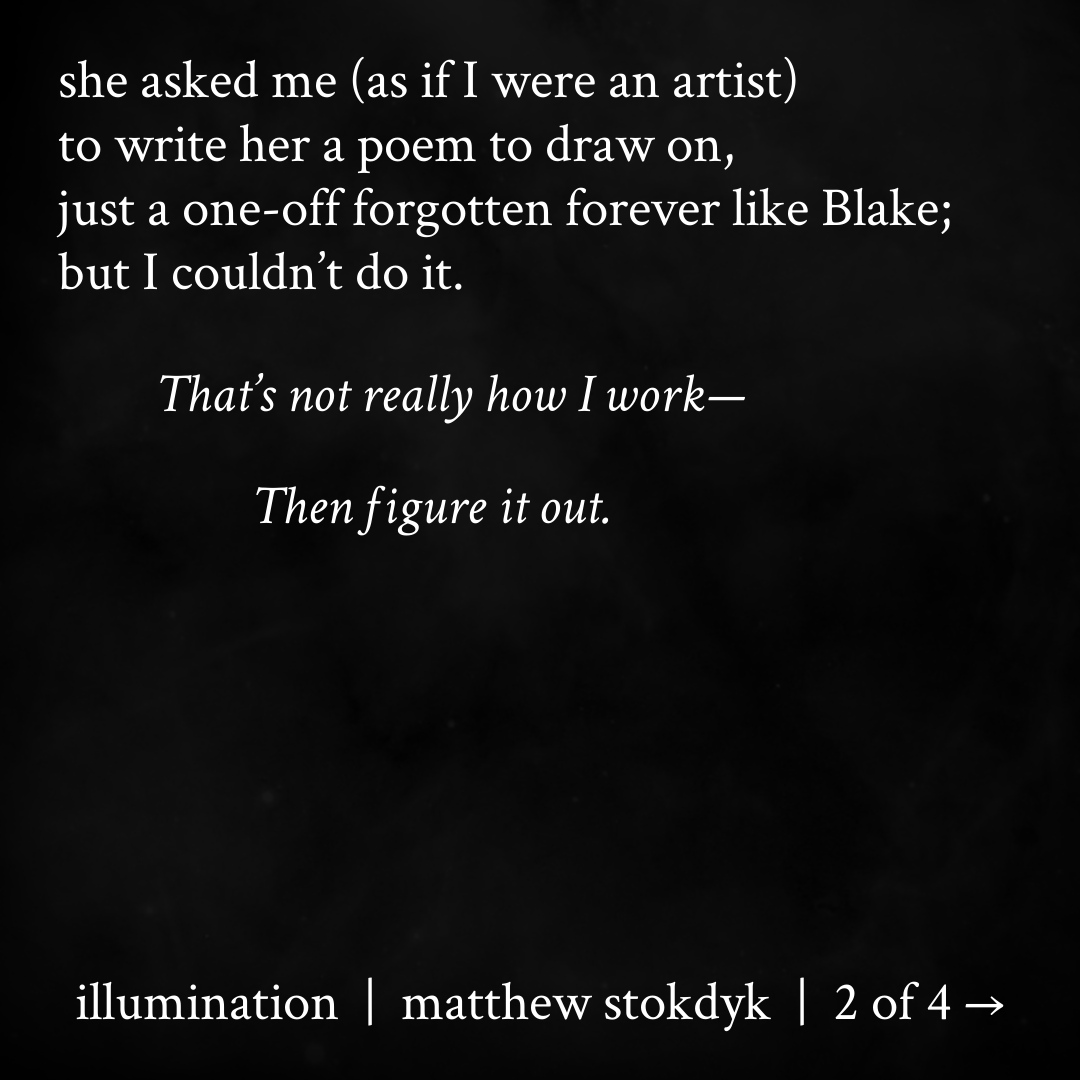 she asked me (as if I were an artist)
to write her a poem to draw on,
just a one-off forgotten forever like Blake;
but I couldn’t do it.
That’s not really how I work—
Then figure it out.
illumination | matthew stokdyk | 2 of 4 →